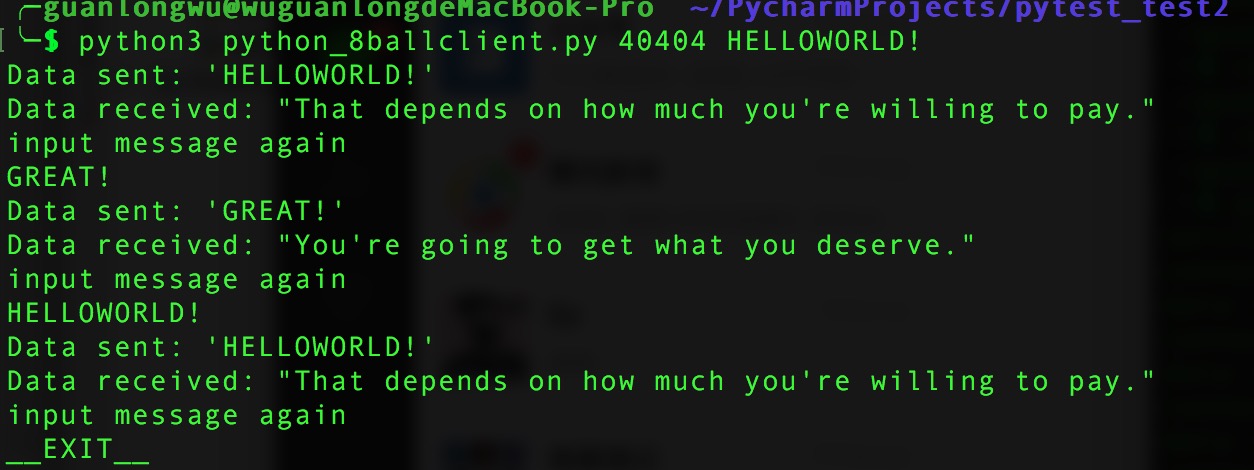 ╭─guanlongwu@wuguanlongdeMacBook-Pro ~/PycharmProjects/pytest_test2
╰─$ python3 python_8ballclient.py 40404 HELLOWORLD!
Data sent: 'HELLOWORLD!'
Data received: "That depends on how much you're willing to pay."
input message again
GREAT!
Data sent: 'GREAT!'
Data received: "You're going to get what you deserve."
input message again
HELLOWORLD!
Data sent: 'HELLOWORLD!'
Data received: "That depends on how much you're willing to pay."
input message again
__EXIT__